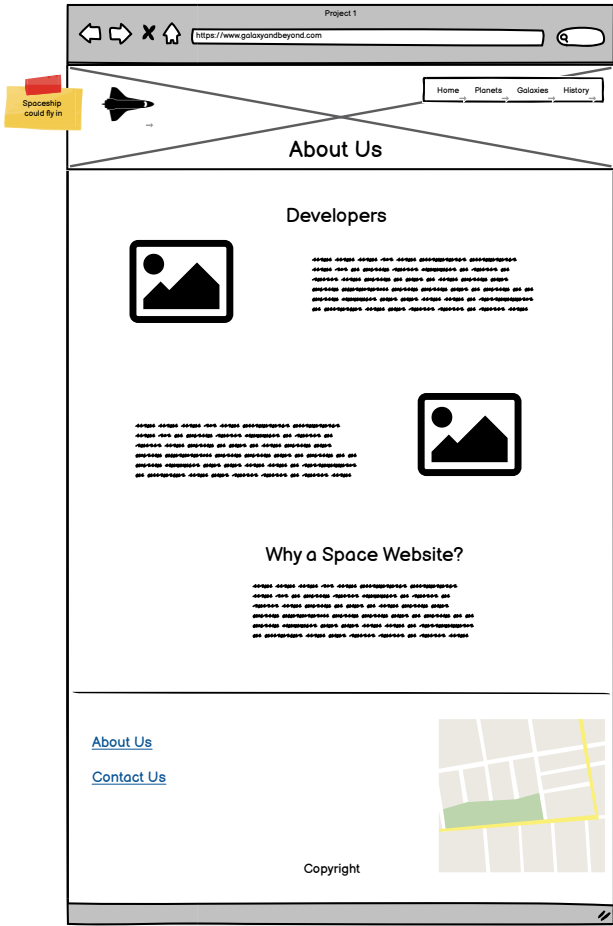 Project 1
https://www.galaxyandbeyond.com
Spaceship
could fly in
Home Planets Galaxies History
About Us
Developers
Why a Space Website?
About Us
Contact Us
Copyright